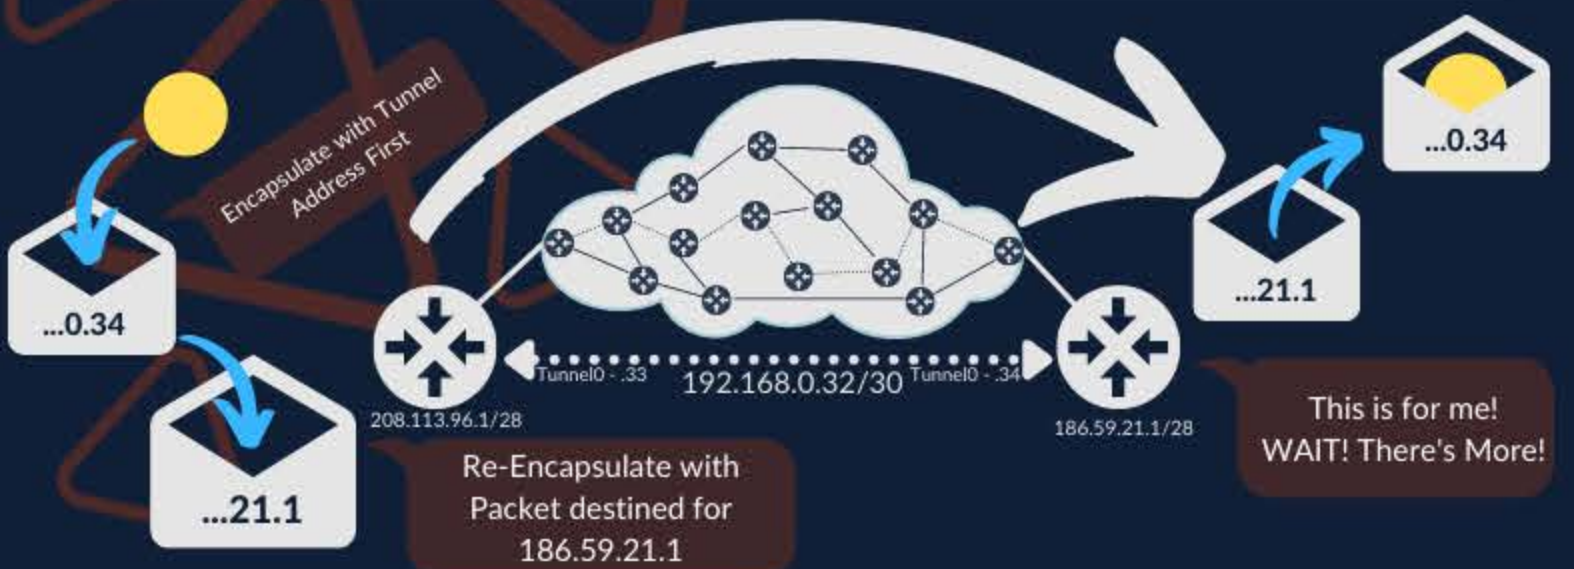 Encapsulate with Tunnel
Address First
...0.34
...0.34
...21.1
...21.1
Tunnel0 - .33
192.168.0.32/30
Tunnel0 - .34
208.113.96.1/28
186.59.21.1/28
This is for me!
WAIT! There's More!
Re-Encapsulate with
Packet destined for
186.59.21.1